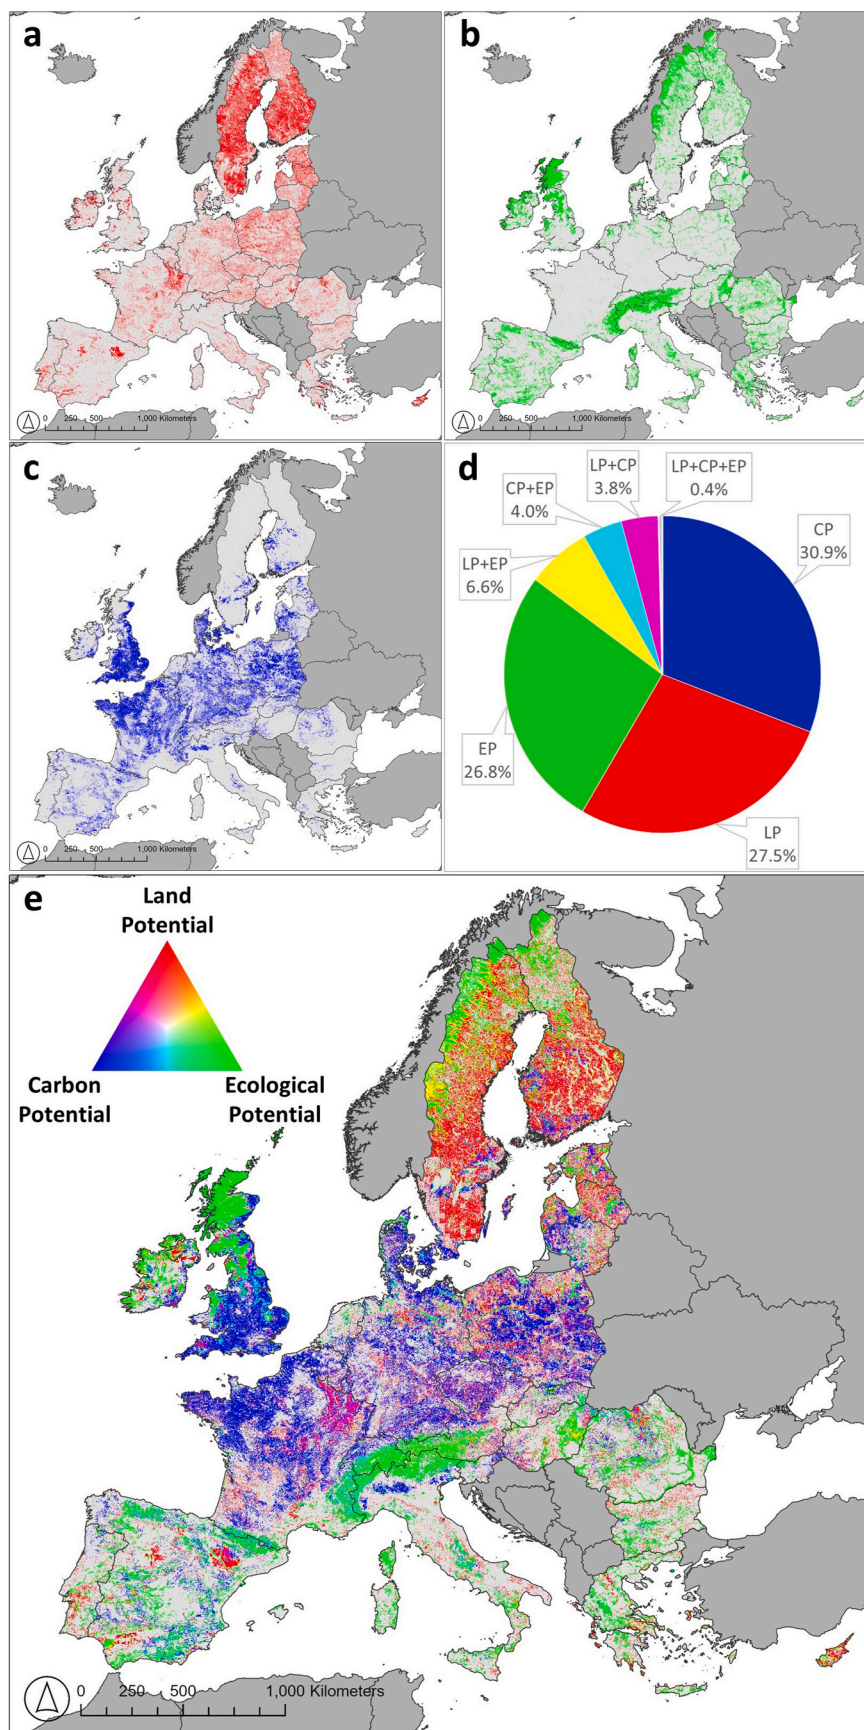 a
0 250 500 1,000 Kilometers
b
0 250 500 1,000 Kilometers
c
0 250 500 1,000 Kilometers
d
LP+CP
3.8%
LP+CP+EP
0.4%
CP+EP
4.0%
CP
30.9%
LP+EP
6.6%
EP
26.8%
LP
27.5%
e
Land
Potential
Carbon
Potential
Ecological
Potential
0 250 500 1,000 Kilometers